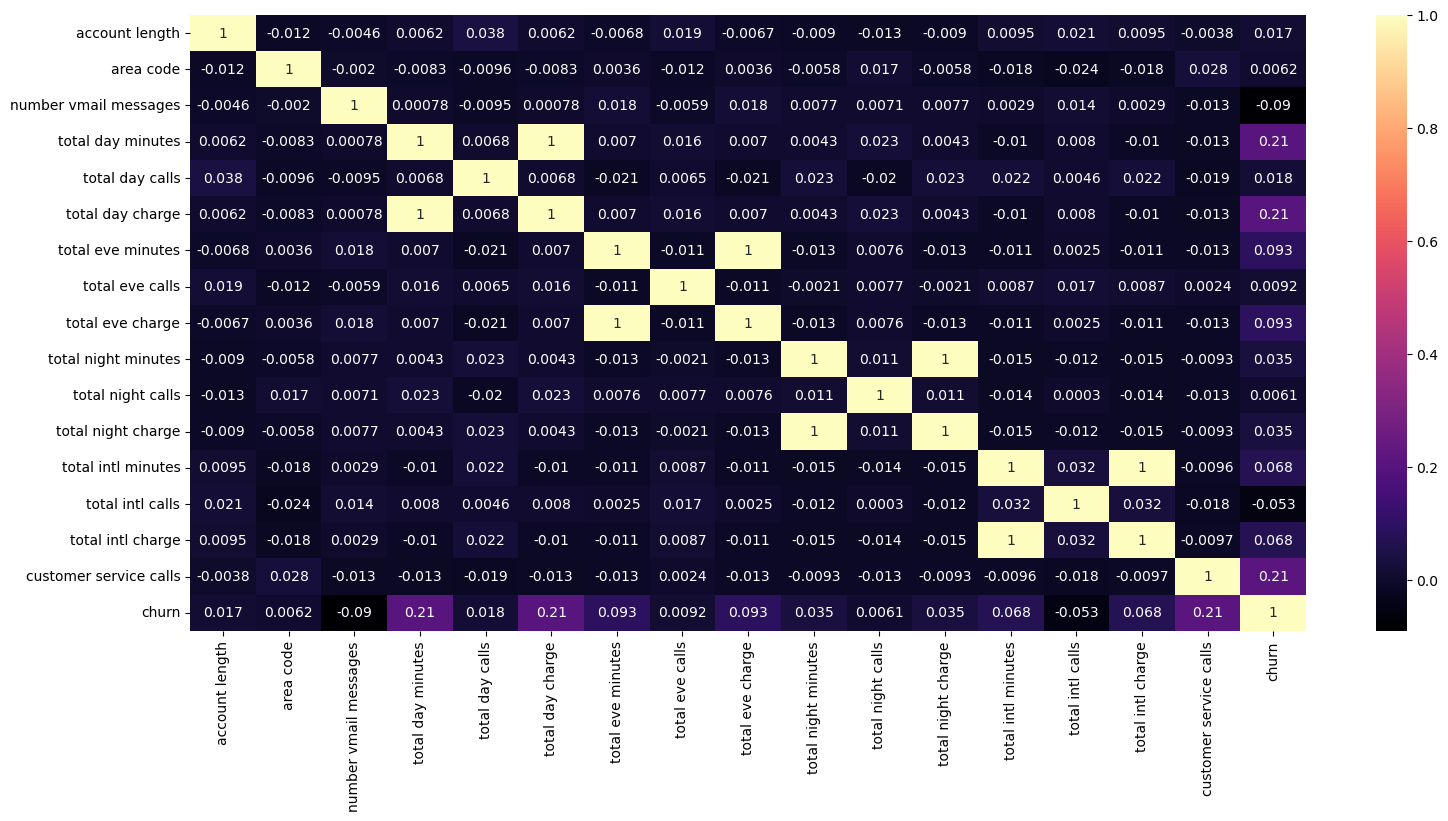 account length 1 -0.012 -0.0046 0.0062 0.038 0.0062 -0.0068 0.019 -0.0067 -0.009 -0.013 -0.009 0.0095 0.021 0.0095 -0.0038 0.017
area code -0.012 1 -0.002 -0.0083 -0.0096 -0.0083 0.0036 -0.012 0.0036 -0.0058 0.017 -0.0058 -0.018 -0.024 -0.018 0.028 0.0062
number vmail messages -0.0046 -0.002 1 0.00078 -0.0095 0.00078 0.018 -0.0059 0.018 0.0077 0.0071 0.0077 0.0029 0.014 0.0029 -0.013 -0.09
total day minutes 0.0062 -0.0083 0.00078 1 0.0068 1 0.007 0.016 0.007 0.0043 0.023 0.0043 -0.01 0.008 -0.01 -0.013 0.21
total day calls 0.038 -0.0096 -0.0095 0.0068 1 0.0068 -0.021 0.0065 -0.021 0.023 -0.02 0.023 0.022 0.0046 0.022 -0.019 0.018
total day charge 0.0062 -0.0083 0.00078 1 0.0068 1 0.007 0.016 0.007 0.0043 0.023 0.0043 -0.01 0.008 -0.01 -0.013 0.21
total eve minutes -0.0068 0.0036 0.018 0.007 -0.021 0.007 1 -0.011 1 -0.013 0.0076 -0.013 -0.011 0.0025 -0.011 -0.013 0.093
total eve calls 0.019 -0.012 -0.0059 0.016 0.0065 0.016 -0.011 1 -0.011 -0.0021 0.0077 -0.0021 0.0087 0.017 0.0087 0.0024 0.0092
total eve charge -0.0067 0.0036 0.018 0.007 -0.021 0.007 1 -0.011 1 -0.013 0.0076 -0.013 -0.011 0.0025 -0.011 -0.013 0.093
total night minutes -0.009 -0.0058 0.0077 0.0043 0.023 0.0043 -0.013 -0.0021 -0.013 1 0.011 1 -0.015 -0.012 -0.015 -0.0093 0.035
total night calls -0.013 0.017 0.0071 0.023 -0.02 0.023 0.0076 0.0077 0.0076 0.011 1 0.011 -0.014 0.0003 -0.014 -0.013 0.0061
total night charge -0.009 -0.0058 0.0077 0.0043 0.023 0.0043 -0.013 -0.0021 -0.013 1 0.011 1 -0.015 -0.012 -0.015 -0.0093 0.035
total intl minutes 0.0095 -0.018 0.0029 -0.01 0.022 -0.01 -0.011 0.0087 -0.011 -0.015 -0.014 -0.015 1 0.032 1 -0.0096 0.068
total intl calls 0.021 -0.024 0.014 0.008 0.0046 0.008 0.0025 0.017 0.0025 -0.012 0.0003 -0.012 0.032 1 0.032 -0.018 -0.053
total intl charge 0.0095 -0.018 0.0029 -0.01 0.022 -0.01 -0.011 0.0087 -0.011 -0.015 -0.014 -0.015 1 0.032 1 -0.0097 0.068
customer service calls -0.0038 0.028 -0.013 -0.013 -0.019 -0.013 -0.013 0.0024 -0.013 -0.0093 -0.013 -0.0093 -0.0096 -0.018 -0.0097 1 0.21
churn 0.017 0.0062 -0.09 0.21 0.018 0.21 0.093 0.0092 0.093 0.035 0.0061 0.035 0.068 -0.053 0.068 0.21 1
account length
area code
number vmail messages
total day minutes
total day calls
total day charge
total eve minutes
total eve calls
total eve charge
total night minutes
total night calls
total night charge
total intl minutes
total intl calls
total intl charge
customer service calls
churn
1.0
0.8
0.6
0.4
0.2
0.0